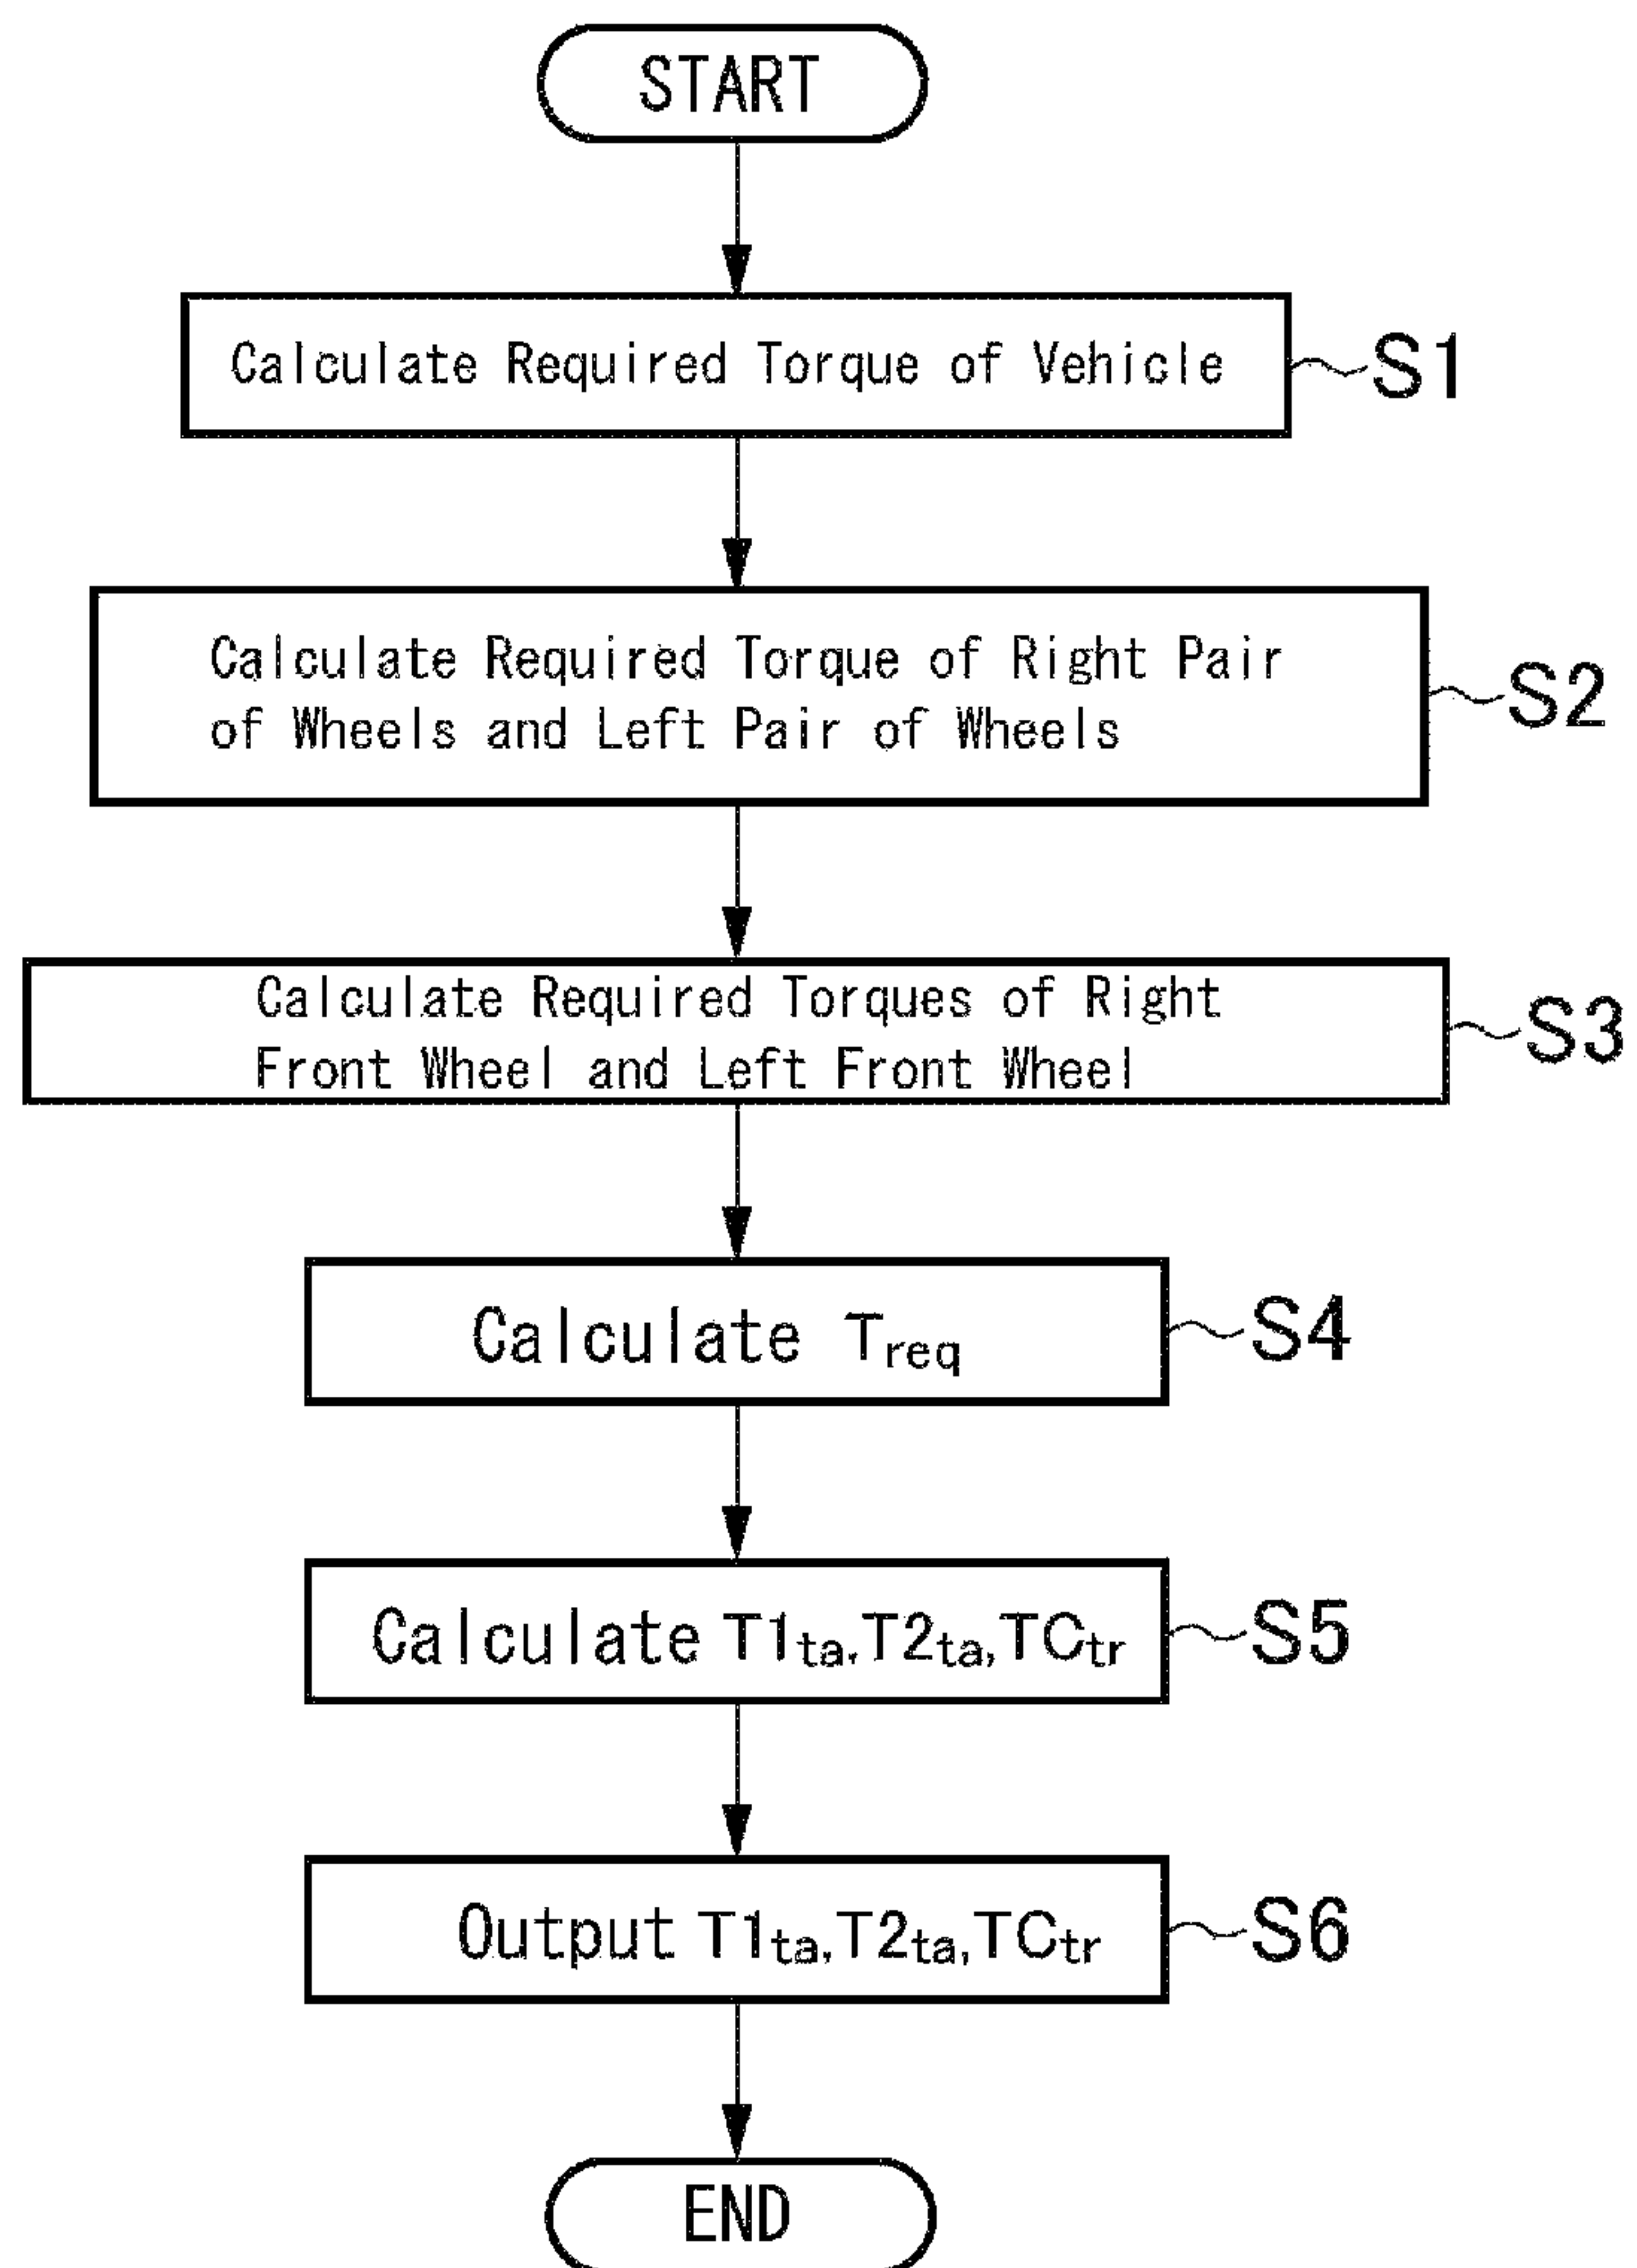 START
Calculate Required Torque of Vehicle
S1
Calculate Required Torque of Right Pair
of Wheels and Left Pair of Wheels
S2
Calculate Required Torques of Right
Front Wheel and Left Front Wheel
S3
Calculate Treq
S4
Calculate T1ta, T2ta, TCtr
S5
Output T1ta, T2ta, TCtr
S6
END